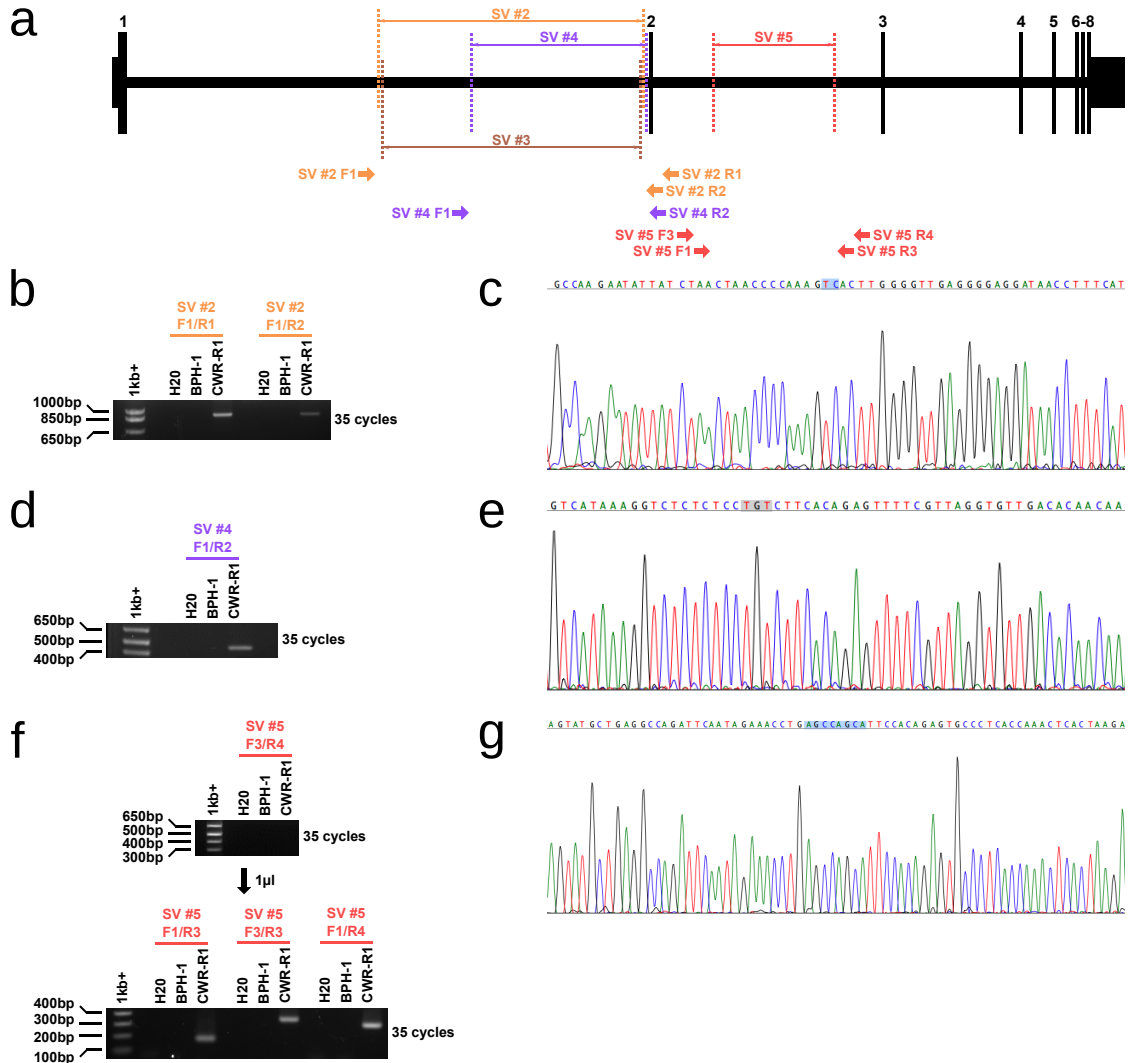 a
1
SV #2
2
SV #4
SV #5
3
4
5
6-8
SV #3
SV #2 F1
SV #2 R1
SV #2 R2
SV #4 F1
SV #4 R2
SV #5 F3
SV #5 R4
SV #5 F1
SV #5 R3
b
SV #2
F1/R1
SV #2
F1/R2
1kb+
H20
BPH-1
CWR-R1
H20
BPH-1
CWR-R1
1000bp
850bp
650bp
35 cycles
c
GCCAAGAATATTATCTAACTAACCCCAAAGTCACTTGGGGTTGAGGGGAGGATAACCTTTCAT
d
SV #4
F1/R2
1kb+
H20
BPH-1
CWR-R1
650bp
500bp
400bp
35 cycles
e
GTCATAAAGGTCTCTCTCCTGTCTTCACAGAGTTTTCGTTAGGTGTTGACACAACAA
f
SV #5
F3/R4
1kb+
H20
BPH-1
CWR-R1
650bp
500bp
400bp
300bp
35 cycles
1µl
SV #5
F1/R3
SV #5
F3/R3
SV #5
F1/R4
1kb+
H20
BPH-1
CWR-R1
H20
BPH-1
CWR-R1
H20
BPH-1
CWR-R1
400bp
300bp
200bp
100bp
35 cycles
g
AGTATGCTGAGGCCAGATTCAATAGAAACCTGAGCCAGCATTCCACAGAGTGCCCTCACCAAACTCACTAAGA